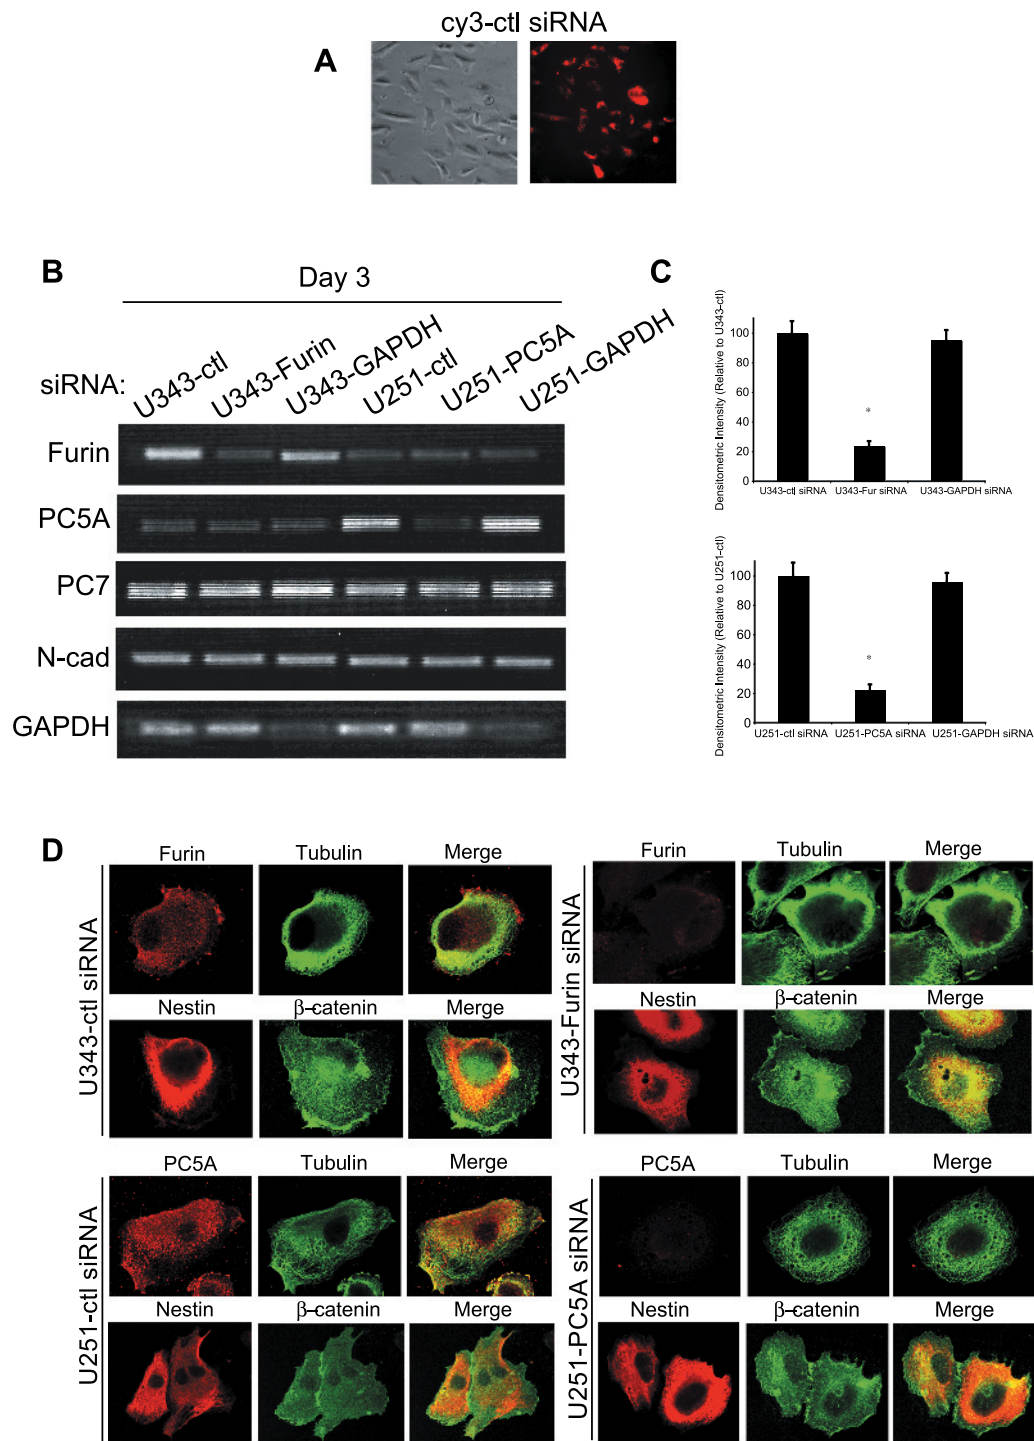 cy3-ctl siRNA
A
B
Day 3
siRNA:
U343-ctl
U343-Furin
U343-GAPDH
U251-ctl
U251-PC5A
U251-GAPDH
Furin
PC5A
PC7
N-cad
GAPDH
C
Densitometric Intensity (Relative to U343-ctl)
100
80
60
40
20
0
*
U343-ctl siRNA U343-Fur siRNA U343-GAPDH siRNA
Densitometric Intensity (Relative to U251-ctl)
100
80
60
40
20
0
*
U251-ctl siRNA U251-PC5A siRNA U251-GAPDH siRNA
D
U343-ctl siRNA
Furin Tubulin Merge
Nestin β-catenin Merge
U343-Furin siRNA
Furin Tubulin Merge
Nestin β-catenin Merge
U251-ctl siRNA
PC5A Tubulin Merge
Nestin β-catenin Merge
U251-PC5A siRNA
PC5A Tubulin Merge
Nestin β-catenin Merge